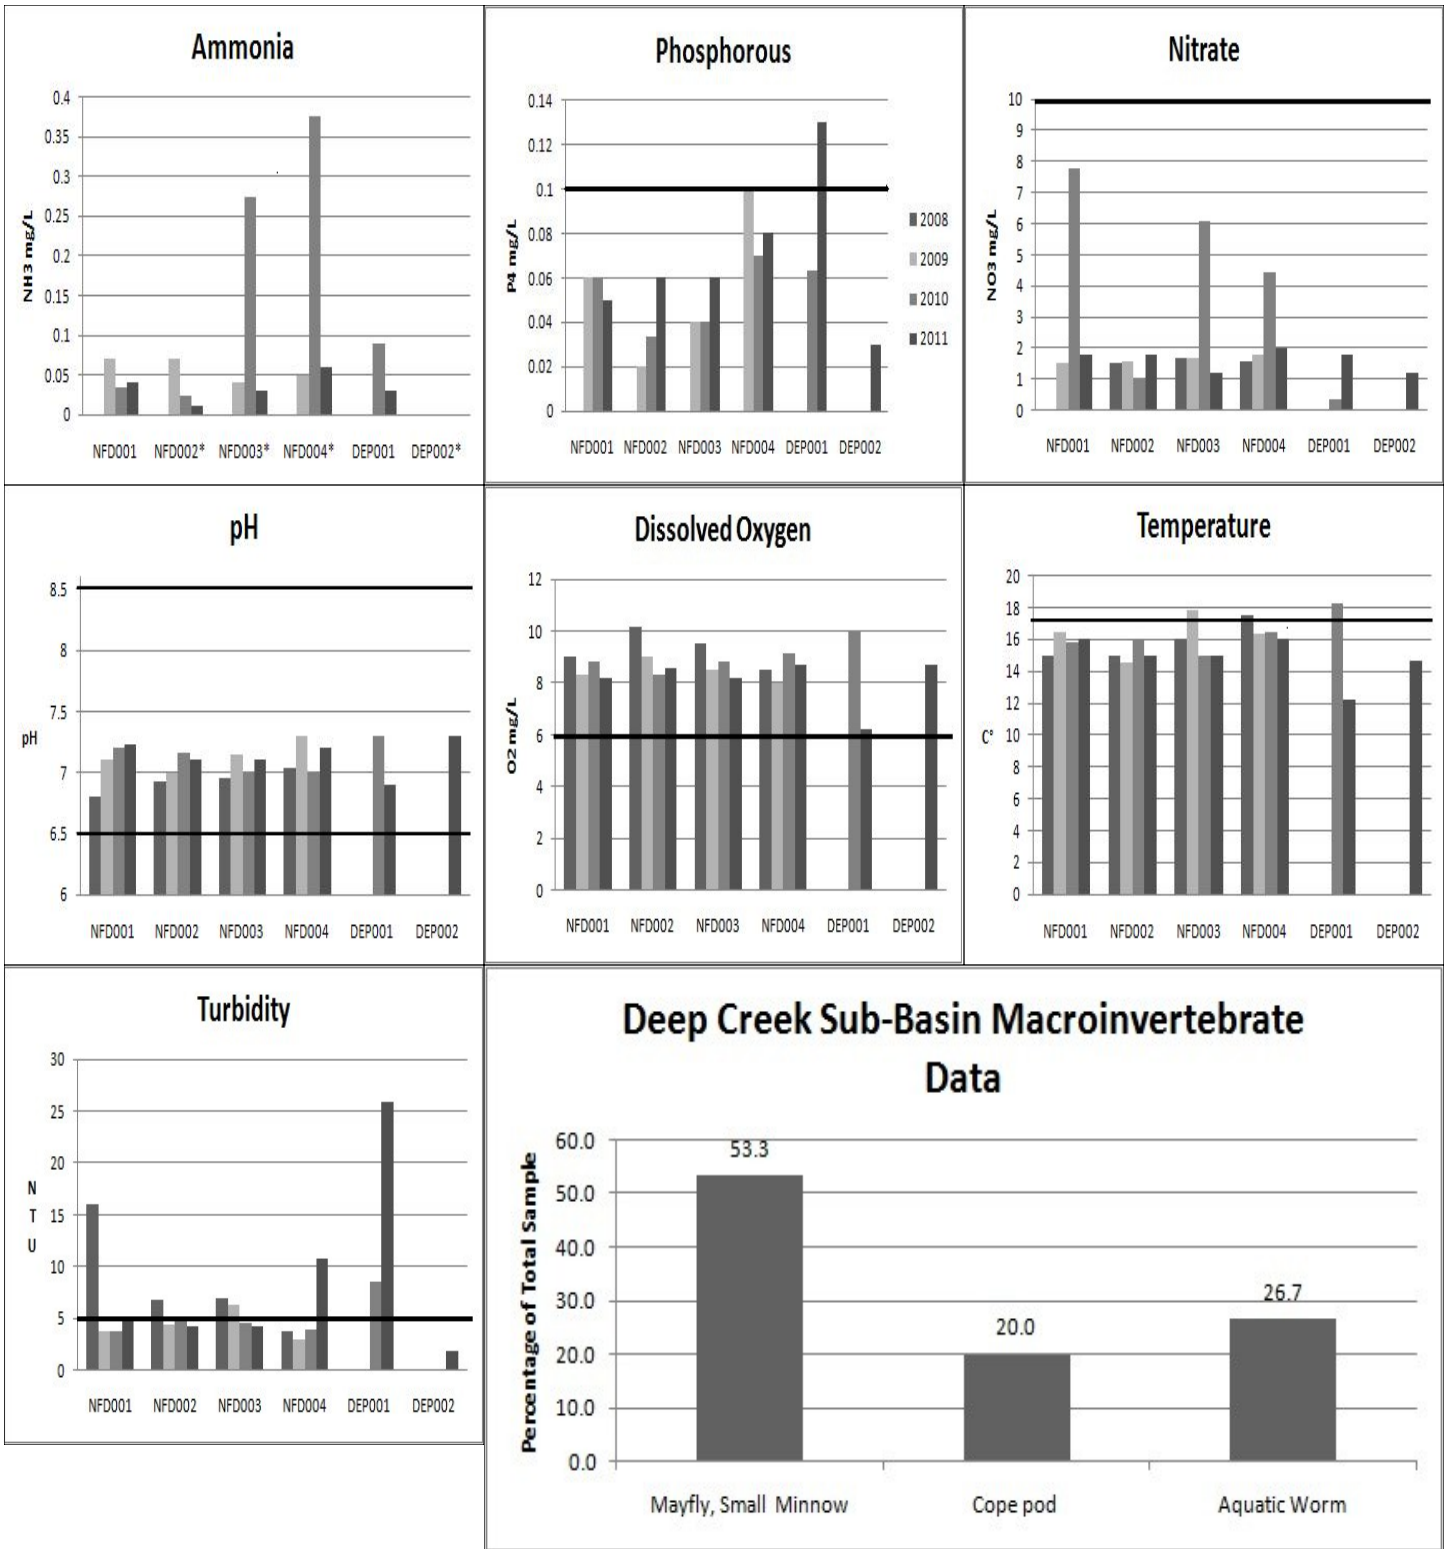 Ammonia
0.4
0.35
0.3
0.25
0.2
0.15
0.1
0.05
0
NH3 mg/L
NFD001 NFD002* NFD003* NFD004* DEP001 DEP002*
Phosphorous
0.14
0.12
0.1
0.08
0.06
0.04
0.02
0
P4 mg/L
NFD001 NFD002 NFD003 NFD004 DEP001 DEP002
2008
2009
2010
2011
Nitrate
10
9
8
7
6
5
4
3
2
1
0
NO3 mg/L
NFD001 NFD002 NFD003 NFD004 DEP001 DEP002
pH
8.5
8
7.5
7
6.5
6
pH
NFD001 NFD002 NFD003 NFD004 DEP001 DEP002
Dissolved Oxygen
12
10
8
6
4
2
0
O2 mg/L
NFD001 NFD002 NFD003 NFD004 DEP001 DEP002
Temperature
20
18
16
14
12
10
8
6
4
2
0
C°
NFD001 NFD002 NFD003 NFD004 DEP001 DEP002
Turbidity
30
25
20
15
10
5
0
N
T
U
NFD001 NFD002 NFD003 NFD004 DEP001 DEP002
Deep Creek Sub-Basin Macroinvertebrate
Data
60.0
50.0
40.0
30.0
20.0
10.0
0.0
Percentage of Total Sample
53.3
20.0
26.7
Mayfly, Small Minnow Cope pod Aquatic Worm